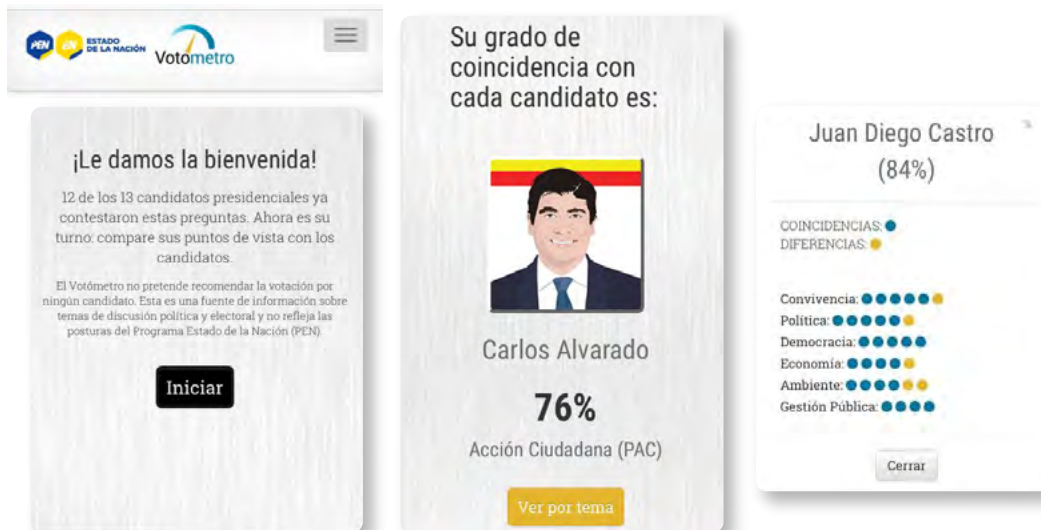 PEN EN ESTADO
DE LA NACIÓN
Votómetro
¡Le damos la bienvenida!
12 de los 13 candidatos presidenciales ya
contestaron estas preguntas. Ahora es su
turno: compare sus puntos de vista con los
candidatos.
El Votómetro no pretende recomendar la votación por
ningún candidato. Esta es una fuente de información sobre
temas de discusión política y electoral y no refleja las
posturas del Programa Estado de la Nación (PEN).
Iniciar
Su grado de
coincidencia con
cada candidato es:
Carlos Alvarado
76%
Acción Ciudadana (PAC)
Ver por tema
Juan Diego Castro
(84%)
COINCIDENCIAS:
DIFERENCIAS:
Convivencia:
Política:
Democracia:
Economía:
Ambiente:
Gestión Pública:
Cerrar